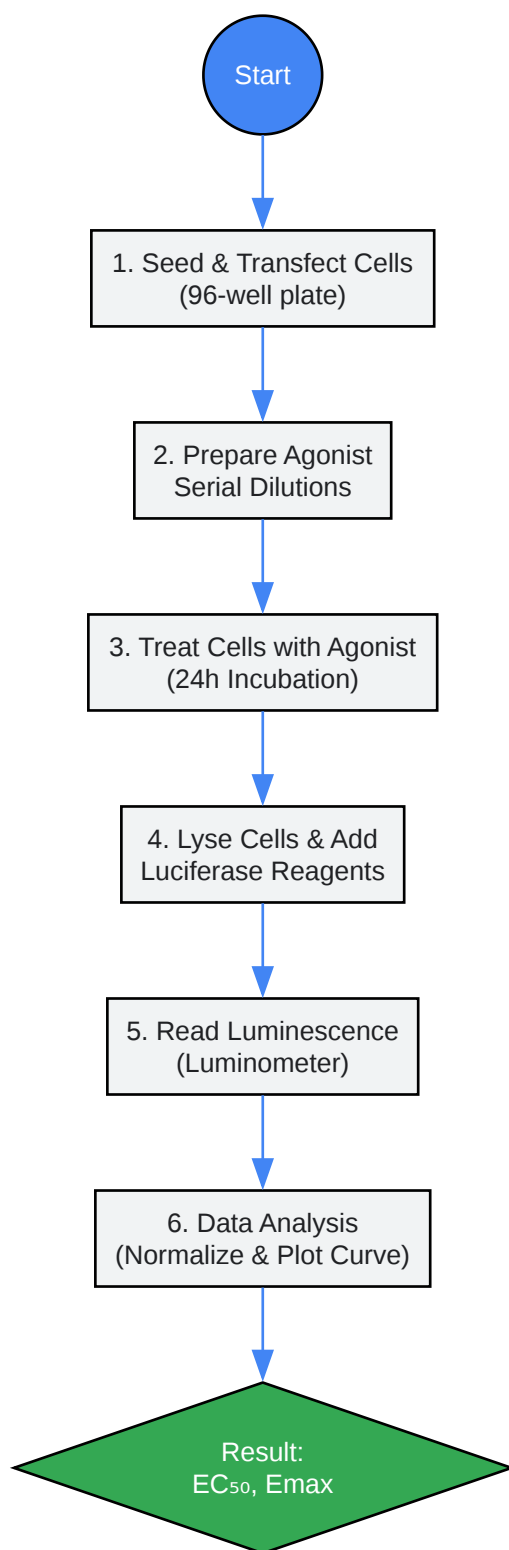 Start
1. Seed & Transfect Cells
(96-well plate)
2. Prepare Agonist
Serial Dilutions
3. Treat Cells with Agonist
(24h Incubation)
4. Lyse Cells & Add
Luciferase Reagents
5. Read Luminescence
(Luminometer)
6. Data Analysis
(Normalize & Plot Curve)
Result:
EC₅₀, Emax